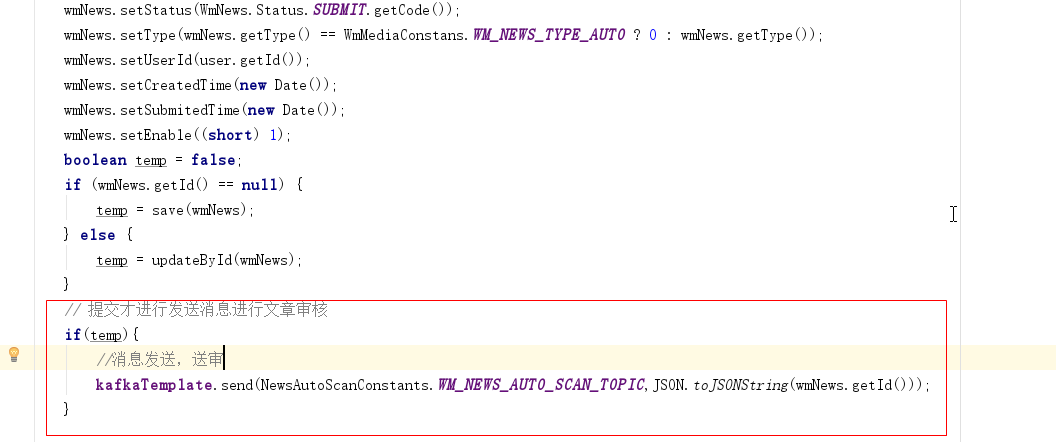 wmNews.setStatus(WmNews.Status.SUBMIT.getCode());
wmNews.setType(wmNews.getType() == WmMediaConstans.WM_NEWS_TYPE_AUTO ? 0 : wmNews.getType());
wmNews.setUserId(user.getId());
wmNews.setCreatedTime(new Date());
wmNews.setSubmitedTime(new Date());
wmNews.setEnable((short) 1);
boolean temp = false;
if (wmNews.getId() == null) {
    temp = save(wmNews);
} else {
    temp = updateById(wmNews);
}
// 提交才进行发送消息进行文章审核
if(temp){
    //消息发送，送审
    kafkaTemplate.send(NewsAutoScanConstants.WM_NEWS_AUTO_SCAN_TOPIC,JSON.toJSONString(wmNews.getId()));
}